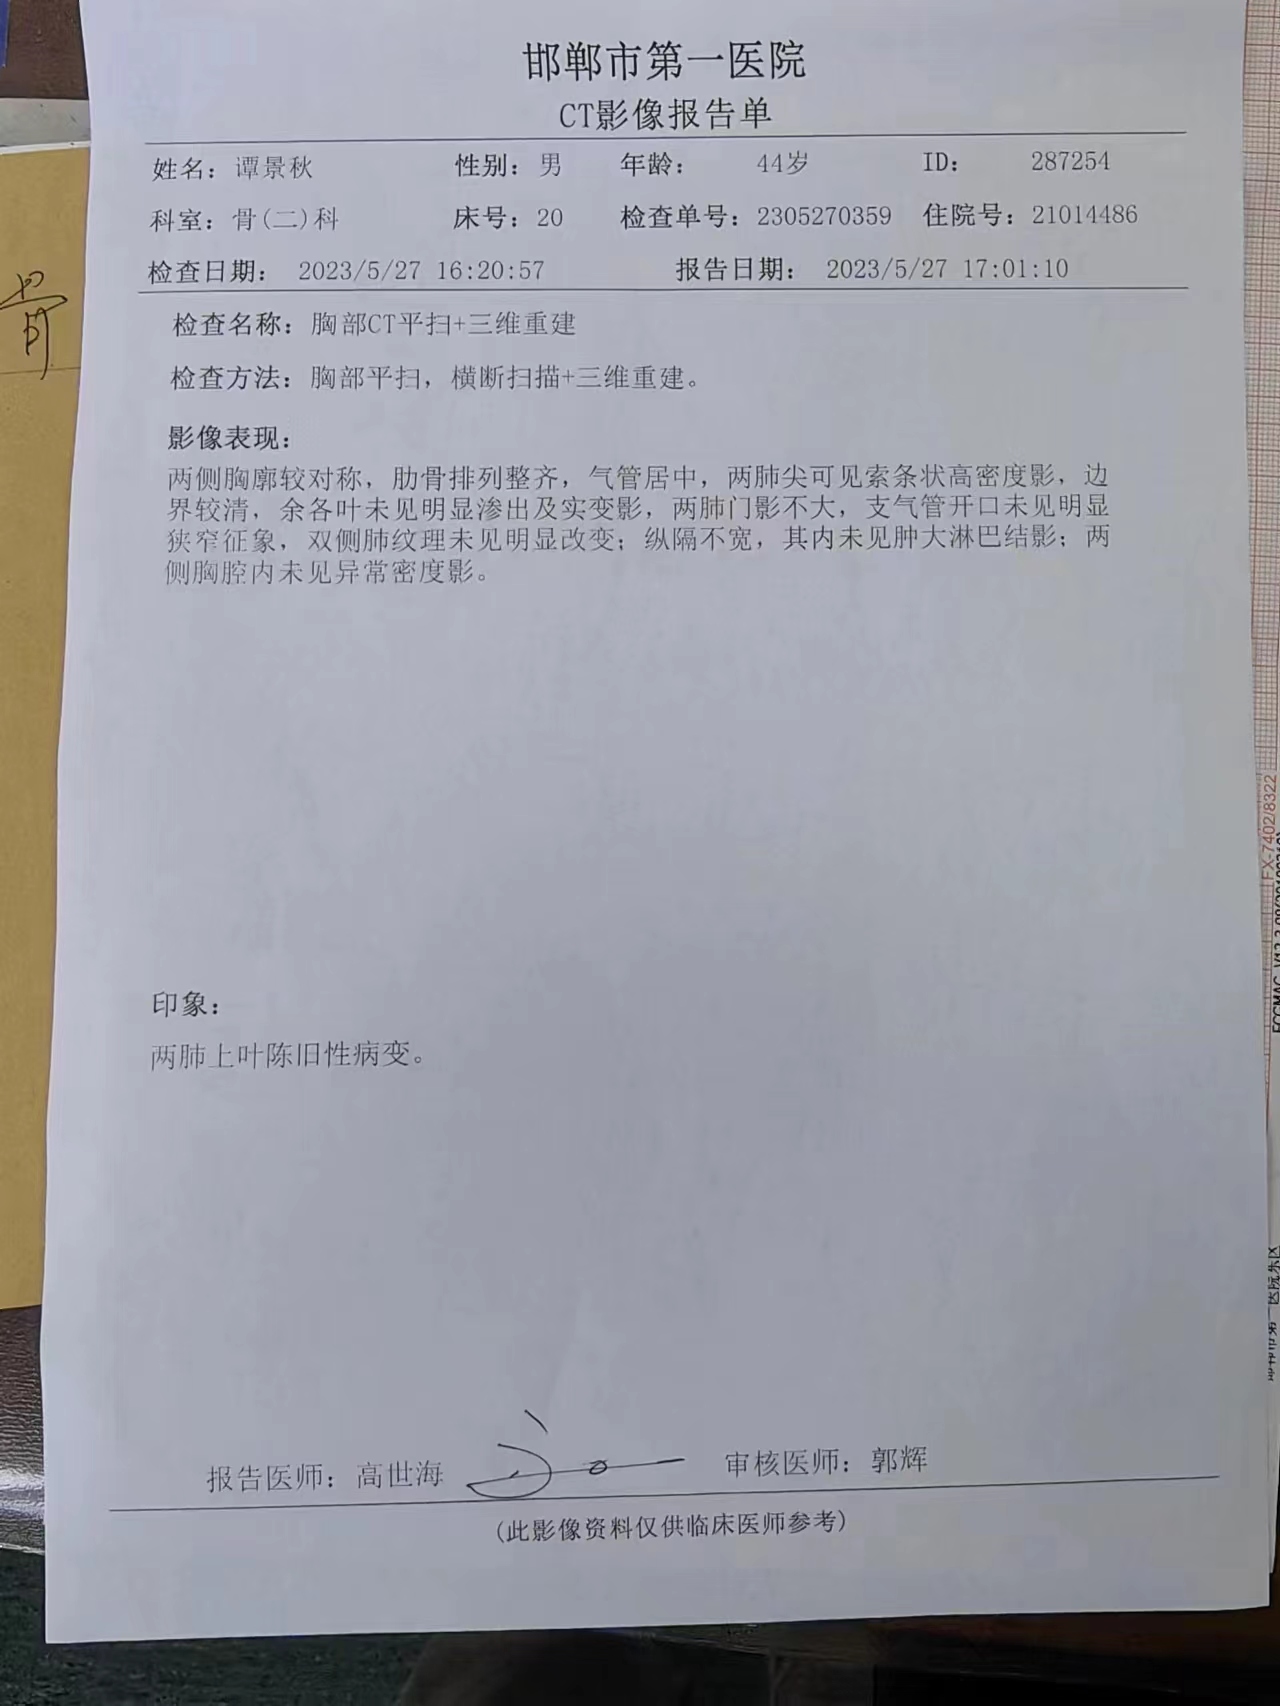 邯郸市第一医院
CT影像报告单
姓名：谭景秋 性别：男 年龄： 44岁 ID： 287254
科室：骨(二)科 床号：20 检查单号：2305270359 住院号：21014486
检查日期： 2023/5/27 16:20:57 报告日期： 2023/5/27 17:01:10
检查名称：胸部CT平扫+三维重建
检查方法：胸部平扫，横断扫描+三维重建。
影像表现：
两侧胸廓较对称，肋骨排列整齐，气管居中，两肺尖可见索条状高密度影，边
界较清，余各叶未见明显渗出及实变影，两肺门影不大，支气管开口未见明显
狭窄征象，双侧肺纹理未见明显改变；纵隔不宽，其内未见肿大淋巴结影；两
侧胸腔内未见异常密度影。
印象：
两肺上叶陈旧性病变。
报告医师：高世海 审核医师：郭辉
(此影像资料仅供临床医师参考)
骨
FX-7402/8322
邯郸市第一医院东区